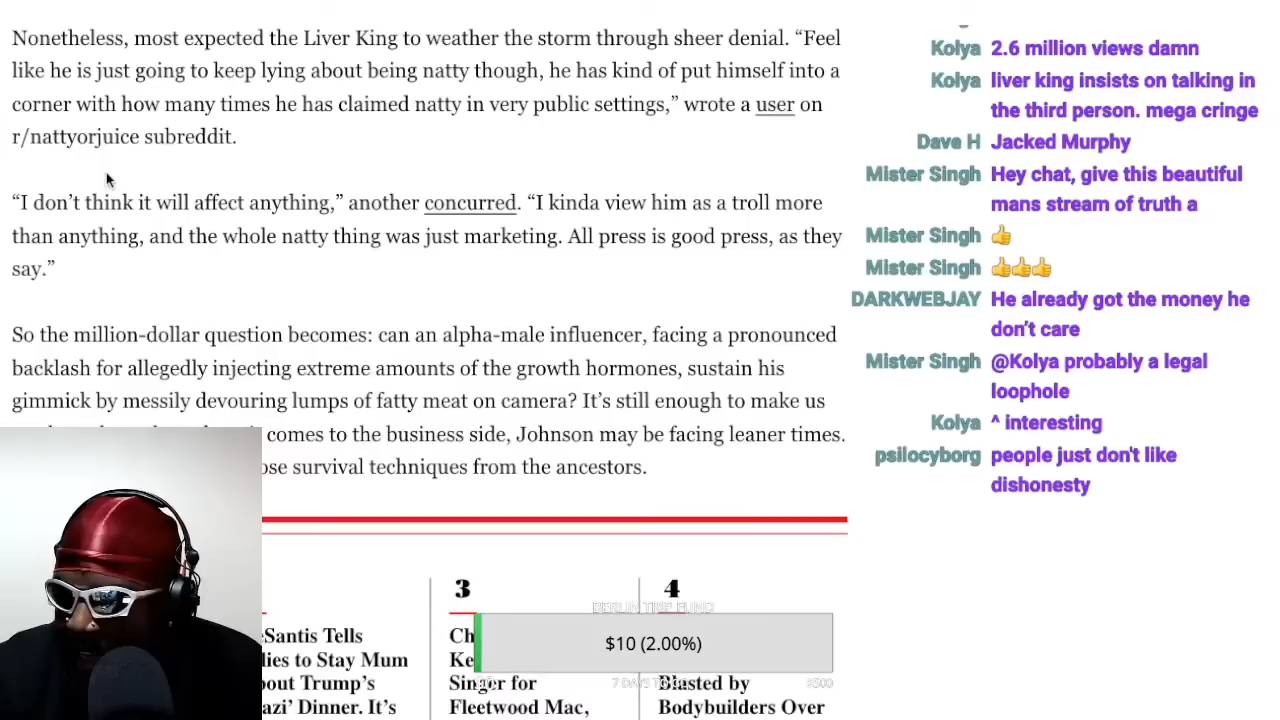 Nonetheless, most expected the Liver King to weather the storm through sheer denial. “Feel
like he is just going to keep lying about being natty though, he has kind of put himself into a
corner with how many times he has claimed natty in very public settings,” wrote a user on
r/nattyorjuice subreddit.
“I don’t think it will affect anything,” another concurred. “I kinda view him as a troll more
than anything, and the whole natty thing was just marketing. All press is good press, as they
say.”
So the million-dollar question becomes: can an alpha-male influencer, facing a pronounced
backlash for allegedly injecting extreme amounts of the growth hormones, sustain his
gimmick by messily devouring lumps of fatty meat on camera? It’s still enough to make us
comes to the business side, Johnson may be facing leaner times.
survival techniques from the ancestors.
Santis Tells
to Stay Mum
Trump’s
Dinner. It’s
3
Singer for
Fleetwood Mac,
4
Blasted by
Bodybuilders Over
BERLIN TRIP FUND
$10 (2.00%)
7 DAYS
$500
Kolya 2.6 million views damn
Kolya liver king insists on talking in
the third person. mega cringe
Dave H Jacked Murphy
Mister Singh Hey chat, give this beautiful
mans stream of truth a
Mister Singh 👍
Mister Singh 👍👍👍
DARKWEBJAY He already got the money he
don’t care
Mister Singh @Kolya probably a legal
loophole
Kolya ^ interesting
psilocyborg people just don't like
dishonesty